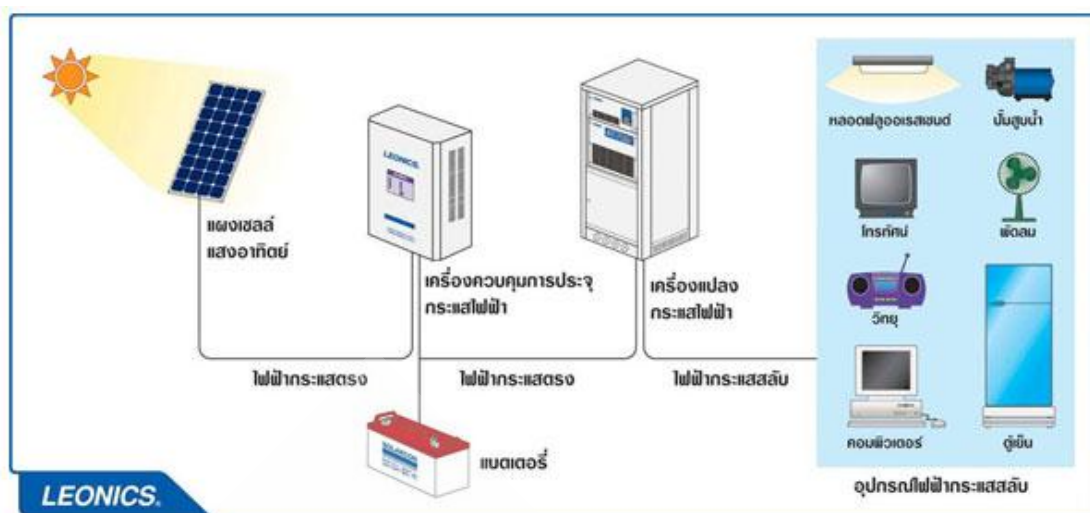 หลอดฟลูออเรสเซนต์
ปั๊มสูบน้ำ
LEONICS.
แผงเซลล์
แสงอาทิตย์
โทรทัศน์
พัดลม
เครื่องควบคุมการประจุ
กระแสไฟฟ้า
เครื่องแปลง
กระแสไฟฟ้า
วิทยุ
ไฟฟ้ากระแสตรง
ไฟฟ้ากระแสตรง
ไฟฟ้ากระแสสลับ
คอมพิวเตอร์
ตู้เย็น
แบตเตอรี่
อุปกรณ์ไฟฟ้ากระแสสลับ
LEONICS.